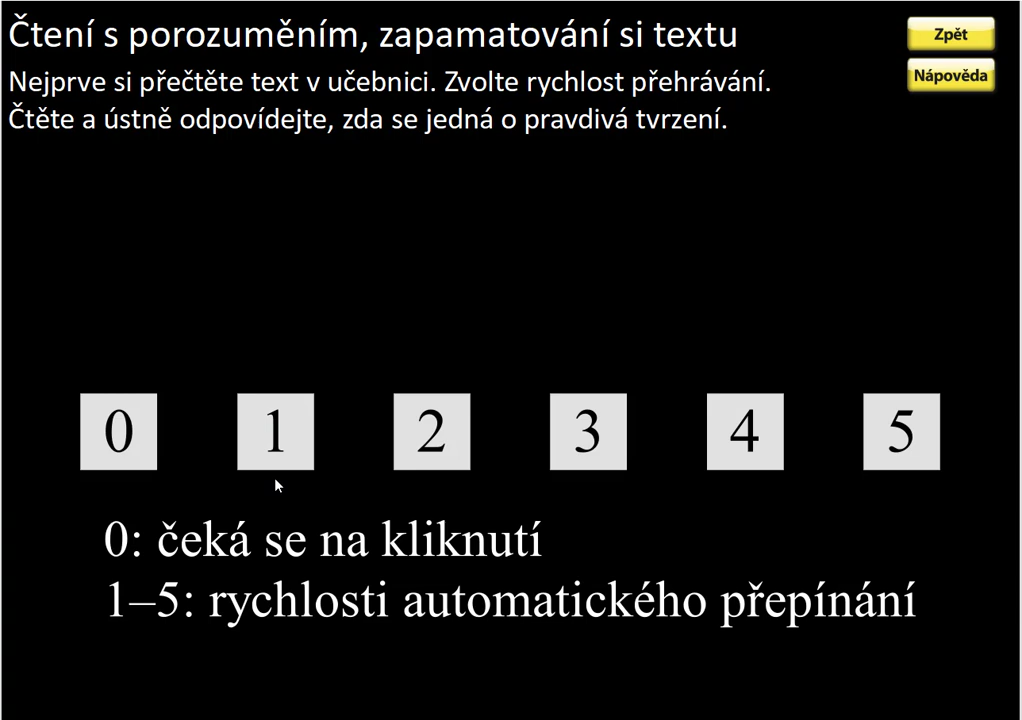 Čtení s porozuměním, zapamatování si textu
Zpět
Nejprve si přečtěte text v učebnici. Zvolte rychlost přehrávání.
Nápověda
Čtěte a ústně odpovídejte, zda se jedná o pravdivá tvrzení.
0 1 2 3 4 5
0: čeká se na kliknutí
1–5: rychlosti automatického přepínání